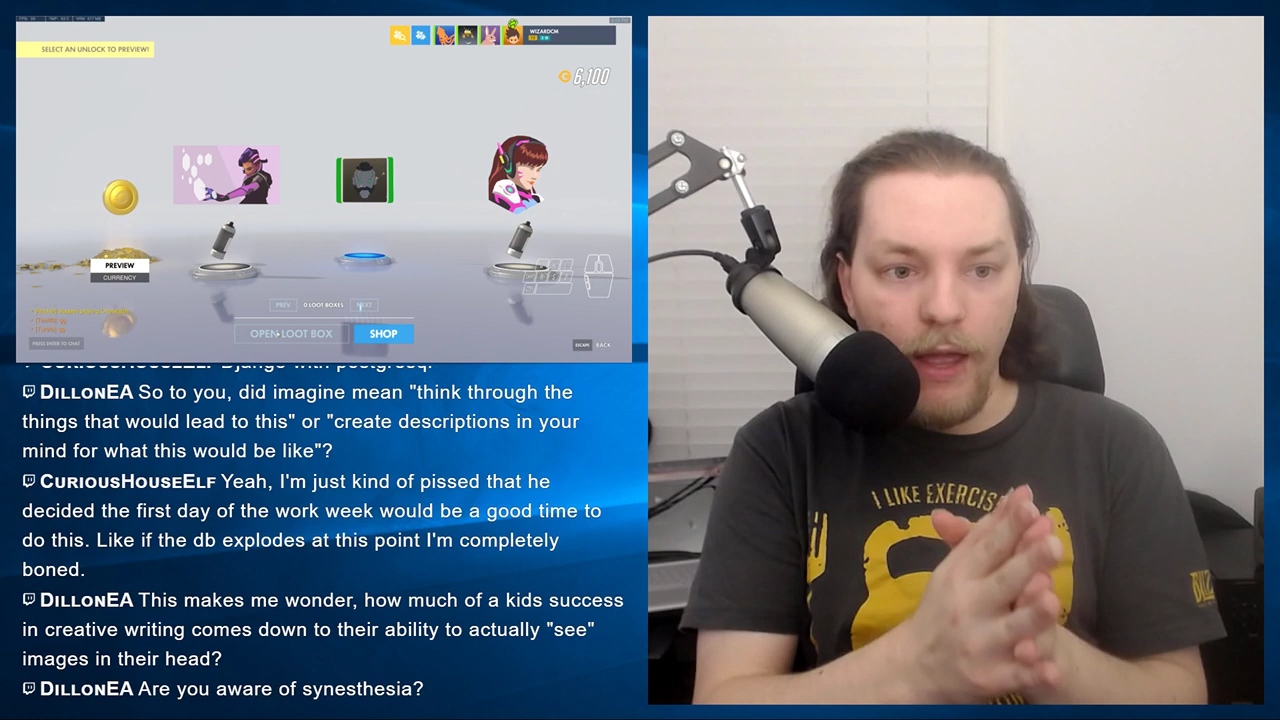 SELECT AN UNLOCK TO PREVIEW!
WIZARDCM
6,100
PREVIEW
CURRENCY
PREV
0 LOOT BOXES
NEXT
OPEN LOOT BOX
SHOP
PRESS ENTER TO CHAT
ESCAPE
BACK
DillonEA So to you, did imagine mean "think through the
things that would lead to this" or "create descriptions in your
mind for what this would be like"?
CuriousHouseElf Yeah, I'm just kind of pissed that he
decided the first day of the work week would be a good time to
do this. Like if the db explodes at this point I'm completely
boned.
DillonEA This makes me wonder, how much of a kids success
in creative writing comes down to their ability to actually "see"
images in their head?
DillonEA Are you aware of synesthesia?
I LIKE EXERCIS